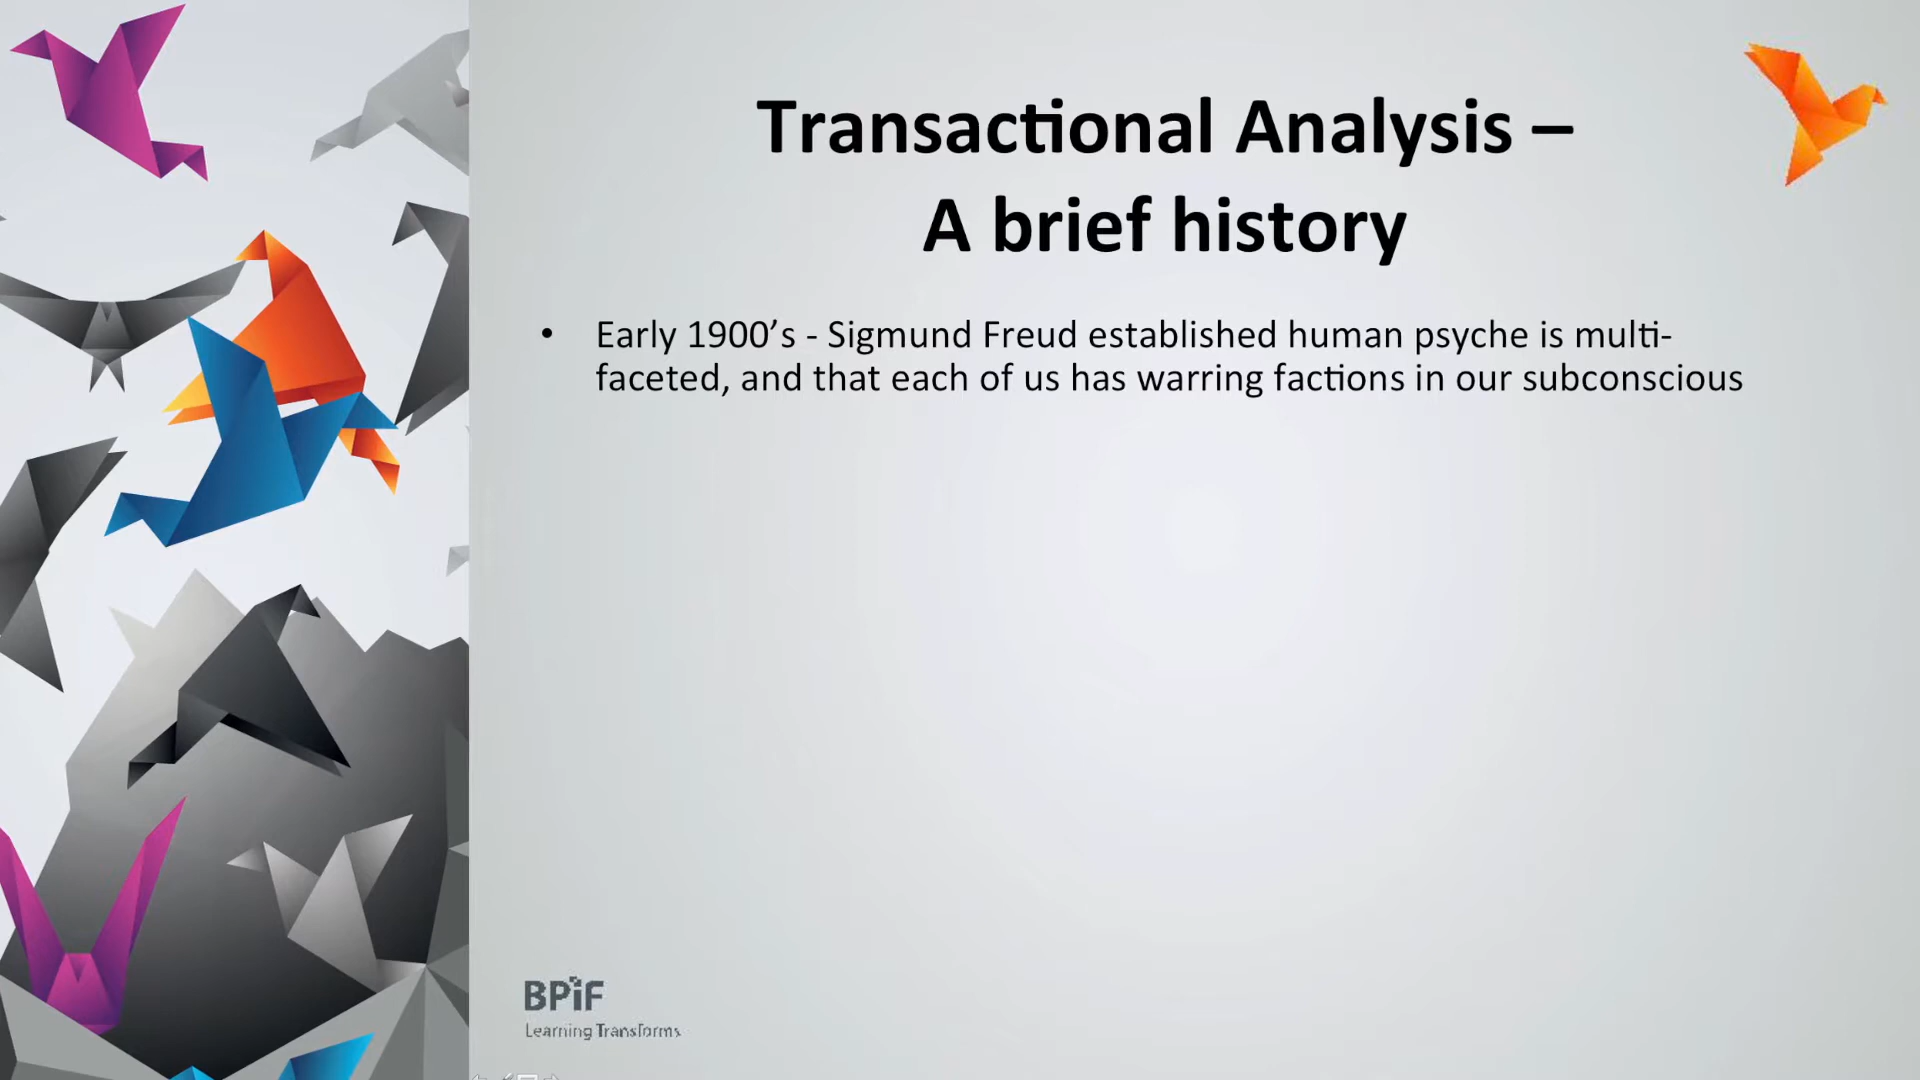 Transactional Analysis –
A brief history
• Early 1900’s - Sigmund Freud established human psyche is multi-
faceted, and that each of us has warring factions in our subconscious
BPiF
Learning Transforms